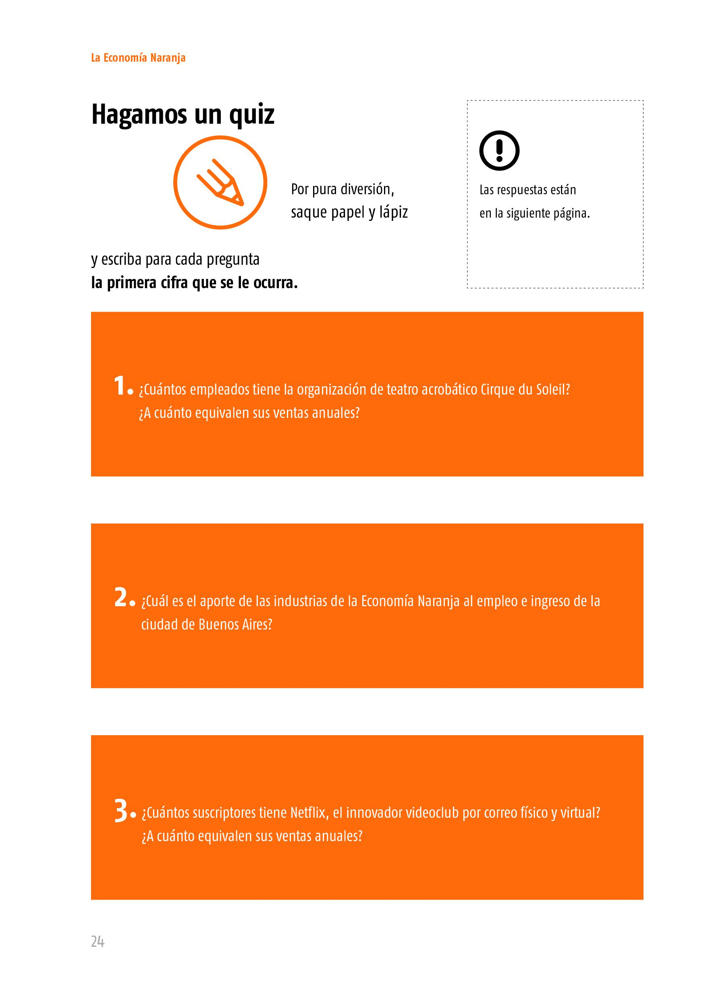 La Economía Naranja
Hagamos un quiz
Por pura diversión,
saque papel y lápiz
y escriba para cada pregunta
la primera cifra que se le ocurra.
Las respuestas están
en la siguiente página.
1. ¿Cuántos empleados tiene la organización de teatro acrobático Cirque du Soleil?
¿A cuánto equivalen sus ventas anuales?
2. ¿Cuál es el aporte de las industrias de la Economía Naranja al empleo e ingreso de la
ciudad de Buenos Aires?
3. ¿Cuántos suscriptores tiene Netflix, el innovador videoclub por correo físico y virtual?
¿A cuánto equivalen sus ventas anuales?
24